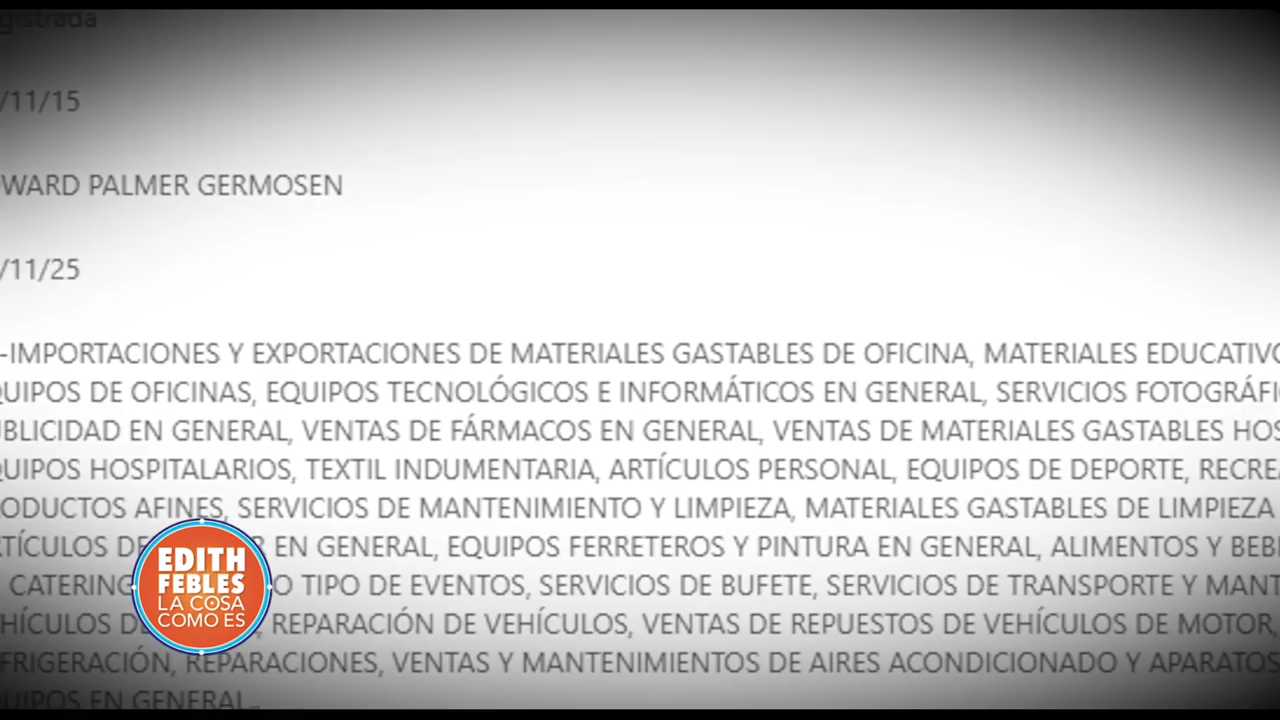 gistrada
/11/15
WARD PALMER GERMOSEN
/11/25
-IMPORTACIONES Y EXPORTACIONES DE MATERIALES GASTABLES DE OFICINA, MATERIALES EDUCATIVO
QUIPOS DE OFICINAS, EQUIPOS TECNOLÓGICOS E INFORMÁTICOS EN GENERAL, SERVICIOS FOTOGRÁFI
UBLICIDAD EN GENERAL, VENTAS DE FÁRMACOS EN GENERAL, VENTAS DE MATERIALES GASTABLES HOS
QUIPOS HOSPITALARIOS, TEXTIL INDUMENTARIA, ARTÍCULOS PERSONAL, EQUIPOS DE DEPORTE, RECREA
ODUCTOS AFINES, SERVICIOS DE MANTENIMIENTO Y LIMPIEZA, MATERIALES GASTABLES DE LIMPIEZA
RTÍCULOS DE R EN GENERAL, EQUIPOS FERRETEROS Y PINTURA EN GENERAL, ALIMENTOS Y BEBI
CATERING O TIPO DE EVENTOS, SERVICIOS DE BUFETE, SERVICIOS DE TRANSPORTE Y MANT
HÍCULOS DE , REPARACIÓN DE VEHÍCULOS, VENTAS DE REPUESTOS DE VEHÍCULOS DE MOTOR,
FRIGERACIÓN, REPARACIONES, VENTAS Y MANTENIMIENTOS DE AIRES ACONDICIONADO Y APARATOS
QUIPOS EN GENERAL.
EDITH
FEBLES
LA COSA
COMO ES